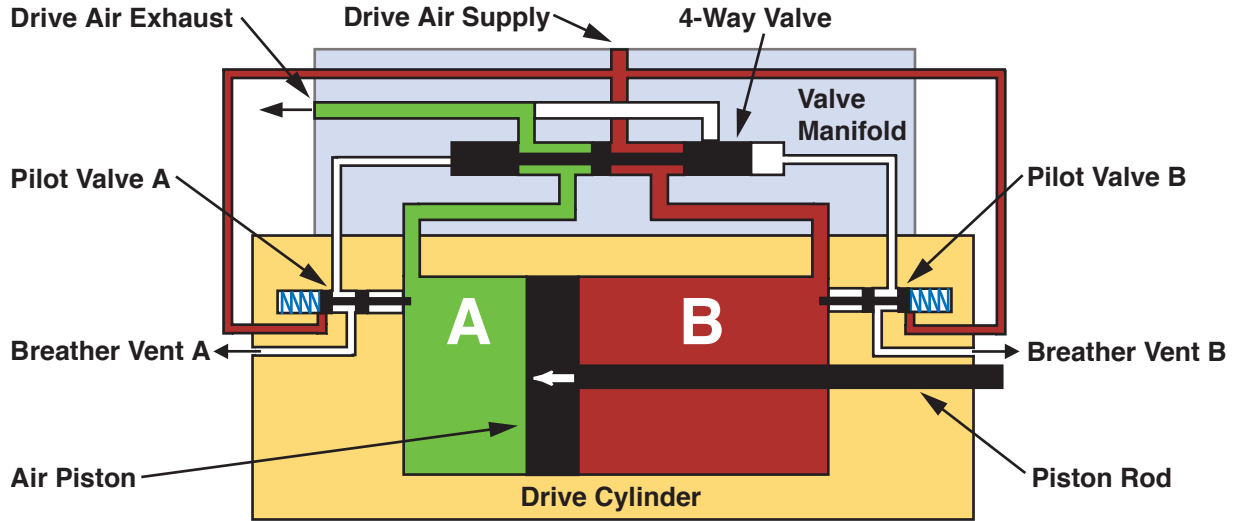 Drive Air Exhaust
Drive Air Supply
4-Way Valve
Valve
Manifold
Pilot Valve A
Pilot Valve B
A
B
Breather Vent A
Breather Vent B
Air Piston
Piston Rod
Drive Cylinder